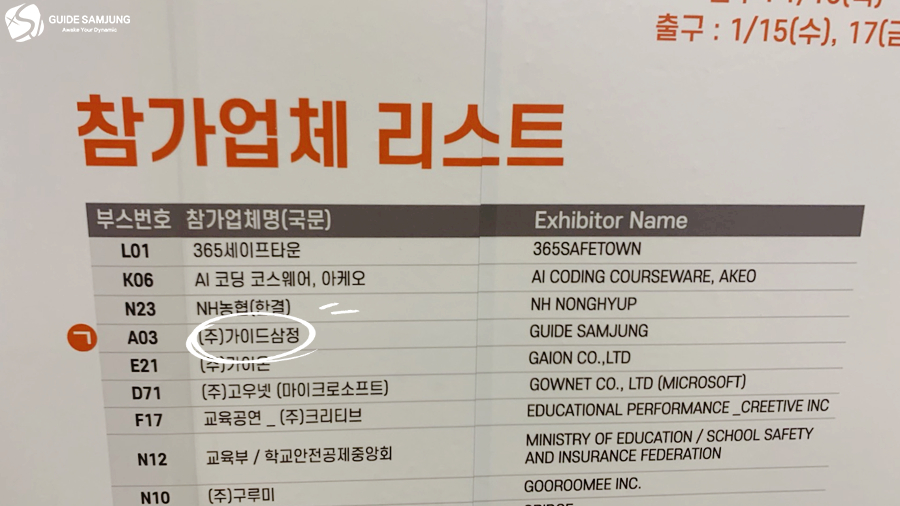 GUIDE SAMJUNG
Awake Your Dynamic
출구 : 1/15(수), 17(금
참가업체 리스트
부스번호 참가업체명(국문) Exhibitor Name
L01 365세이프타운 365SAFETOWN
K06 AI 코딩 코스웨어, 아케오 AI CODING COURSEWARE, AKEO
N23 NH농협(한결) NH NONGHYUP
ㄱ A03 (주)가이드삼정 GUIDE SAMJUNG
E21 (주)가이온 GAION CO.,LTD
D71 (주)고우넷 (마이크로소프트) GOWNET CO., LTD (MICROSOFT)
F17 교육공연 _ (주)크리티브 EDUCATIONAL PERFORMANCE _CREETIVE INC
N12 교육부 / 학교안전공제중앙회 MINISTRY OF EDUCATION / SCHOOL SAFETY
AND INSURANCE FEDERATION
N10 (주)구루미 GOOROOMEE INC.